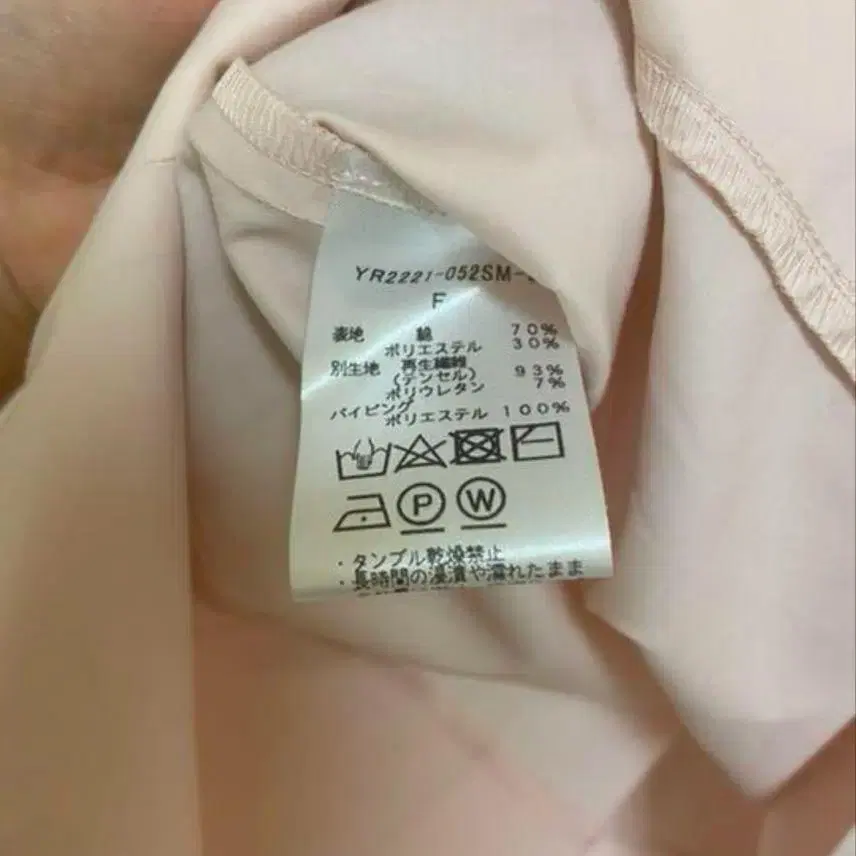 YR2221-052SM-
F
表地 綿 70%
ポリエステル 30%
別生地 再生繊維
(テンセル) 93%
ポリウレタン 7%
パイピング
ポリエステル 100%
P W
・タンブル乾燥禁止
・長時間の浸漬や濡れたまま